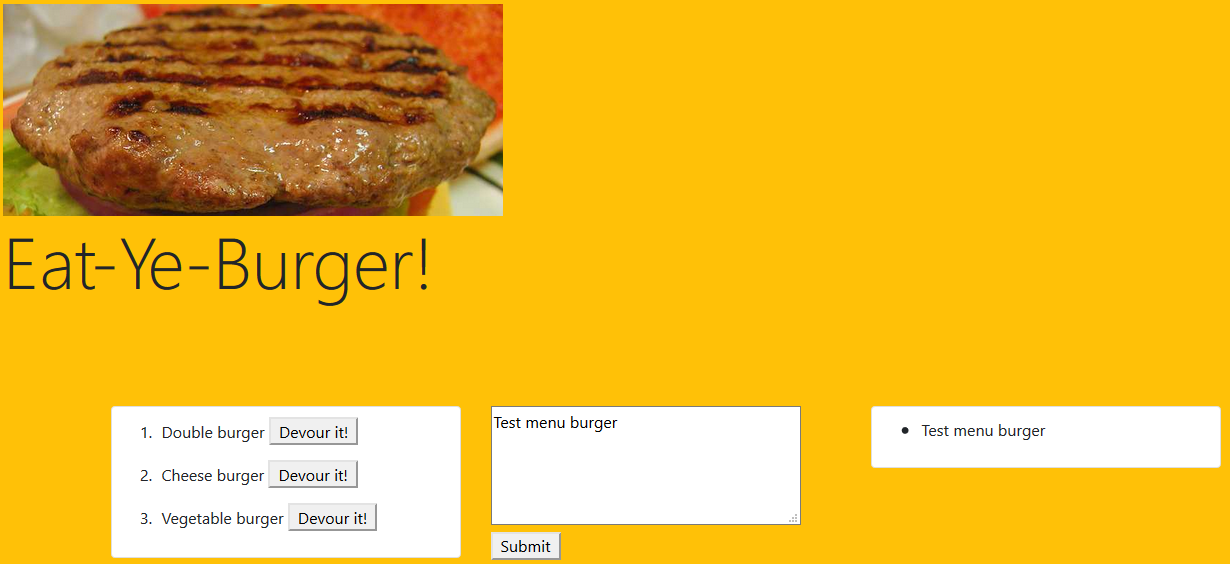 Eat-Ye-Burger!
1. Double burger Devour it!
2. Cheese burger Devour it!
3. Vegetable burger Devour it!
Test menu burger
Submit
• Test menu burger